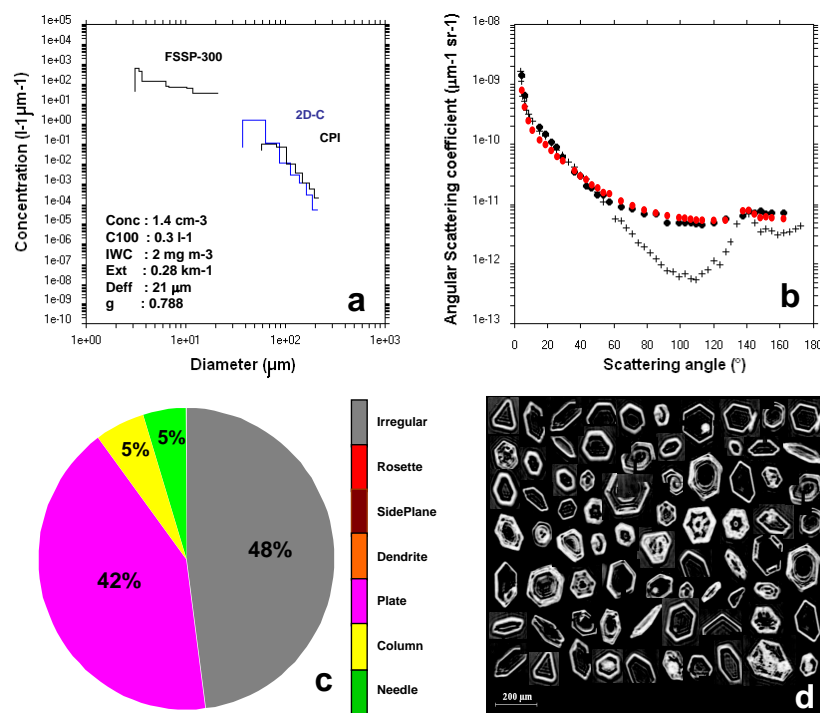 1e+05
1e+04
1e+03
1e+02
1e+01
1e+00
1e-01
1e-02
1e-03
1e-04
1e-05
1e-06
1e-07
1e-08
1e-09
1e-10
Concentration (l-1 µm-1)
FSSP-300
2D-C
CPI
Conc : 1.4 cm-3
C100 : 0.3 l-1
IWC : 2 mg m-3
Ext : 0.28 km-1
Deff : 21 µm
g : 0.788
a
1e+00 1e+01 1e+02 1e+03
Diameter (µm)
1e-08
1e-09
1e-10
1e-11
1e-12
1e-13
Angular Scattering coefficient (µm-1 sr-1)
b
0 20 40 60 80 100 120 140 160 180
Scattering angle (°)
5%
5%
48%
42%
c
Irregular
Rosette
SidePlane
Dendrite
Plate
Column
Needle
200 µm
d